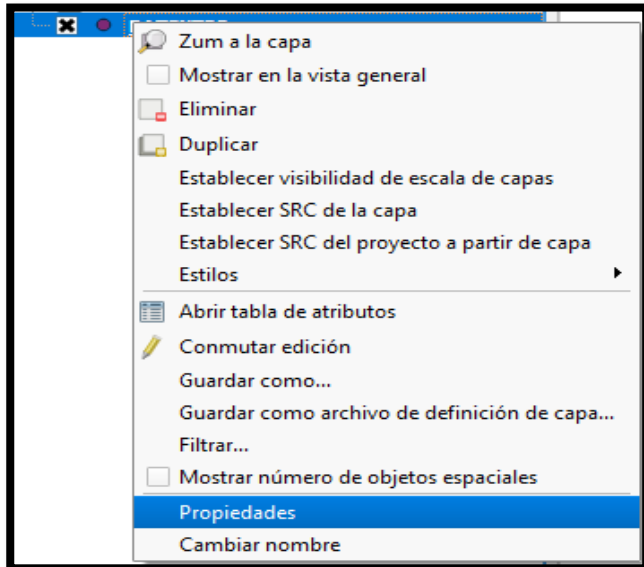 Zum a la capa
Mostrar en la vista general
Eliminar
Duplicar
Establecer visibilidad de escala de capas
Establecer SRC de la capa
Establecer SRC del proyecto a partir de capa
Estilos
Abrir tabla de atributos
Conmutar edición
Guardar como...
Guardar como archivo de definición de capa...
Filtrar...
Mostrar número de objetos espaciales
Propiedades
Cambiar nombre